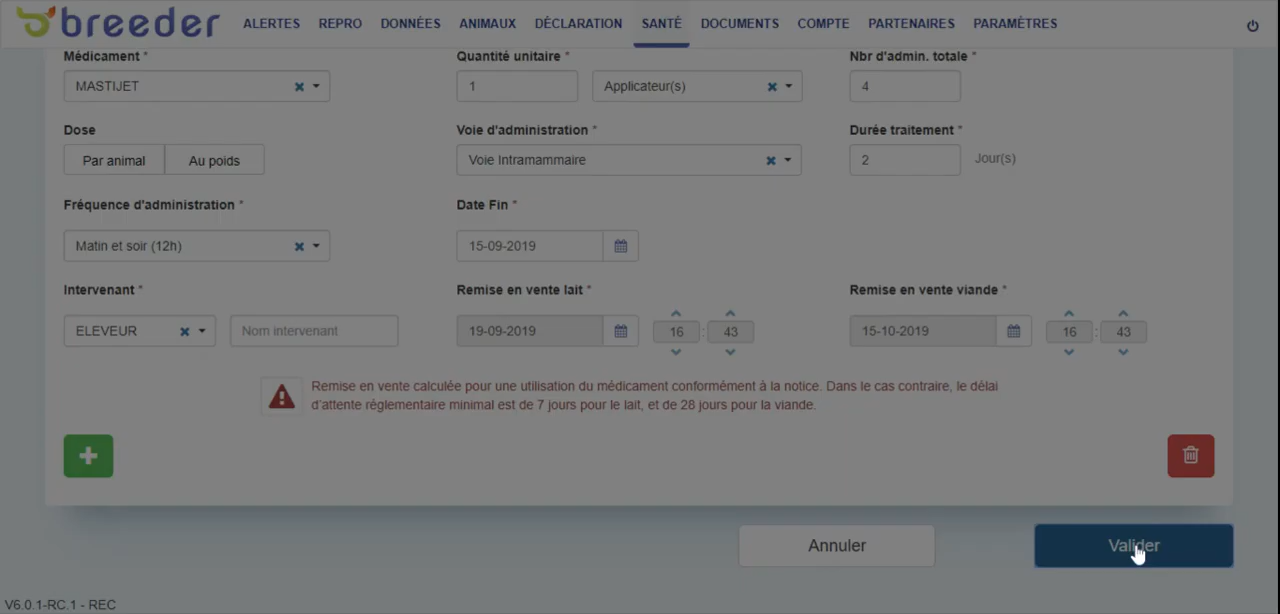 breeder ALERTES REPRO DONNÉES ANIMAUX DÉCLARATION SANTÉ DOCUMENTS COMPTE PARTENAIRES PARAMÈTRES
Médicament * Quantité unitaire * Nbr d'admin. totale *
MASTIJET 1 Applicateur(s) 4
Dose Voie d'administration * Durée traitement *
Par animal Au poids Voie Intramammaire 2 Jour(s)
Fréquence d'administration * Date Fin *
Matin et soir (12h) 15-09-2019
Intervenant * Remise en vente lait * Remise en vente viande *
ELEVEUR Nom intervenant 19-09-2019 16 : 43 15-10-2019 16 : 43
Remise en vente calculée pour une utilisation du médicament conformément à la notice. Dans le cas contraire, le délai
d'attente réglementaire minimal est de 7 jours pour le lait, et de 28 jours pour la viande.
Annuler Valider
V6.0.1-RC.1 - REC